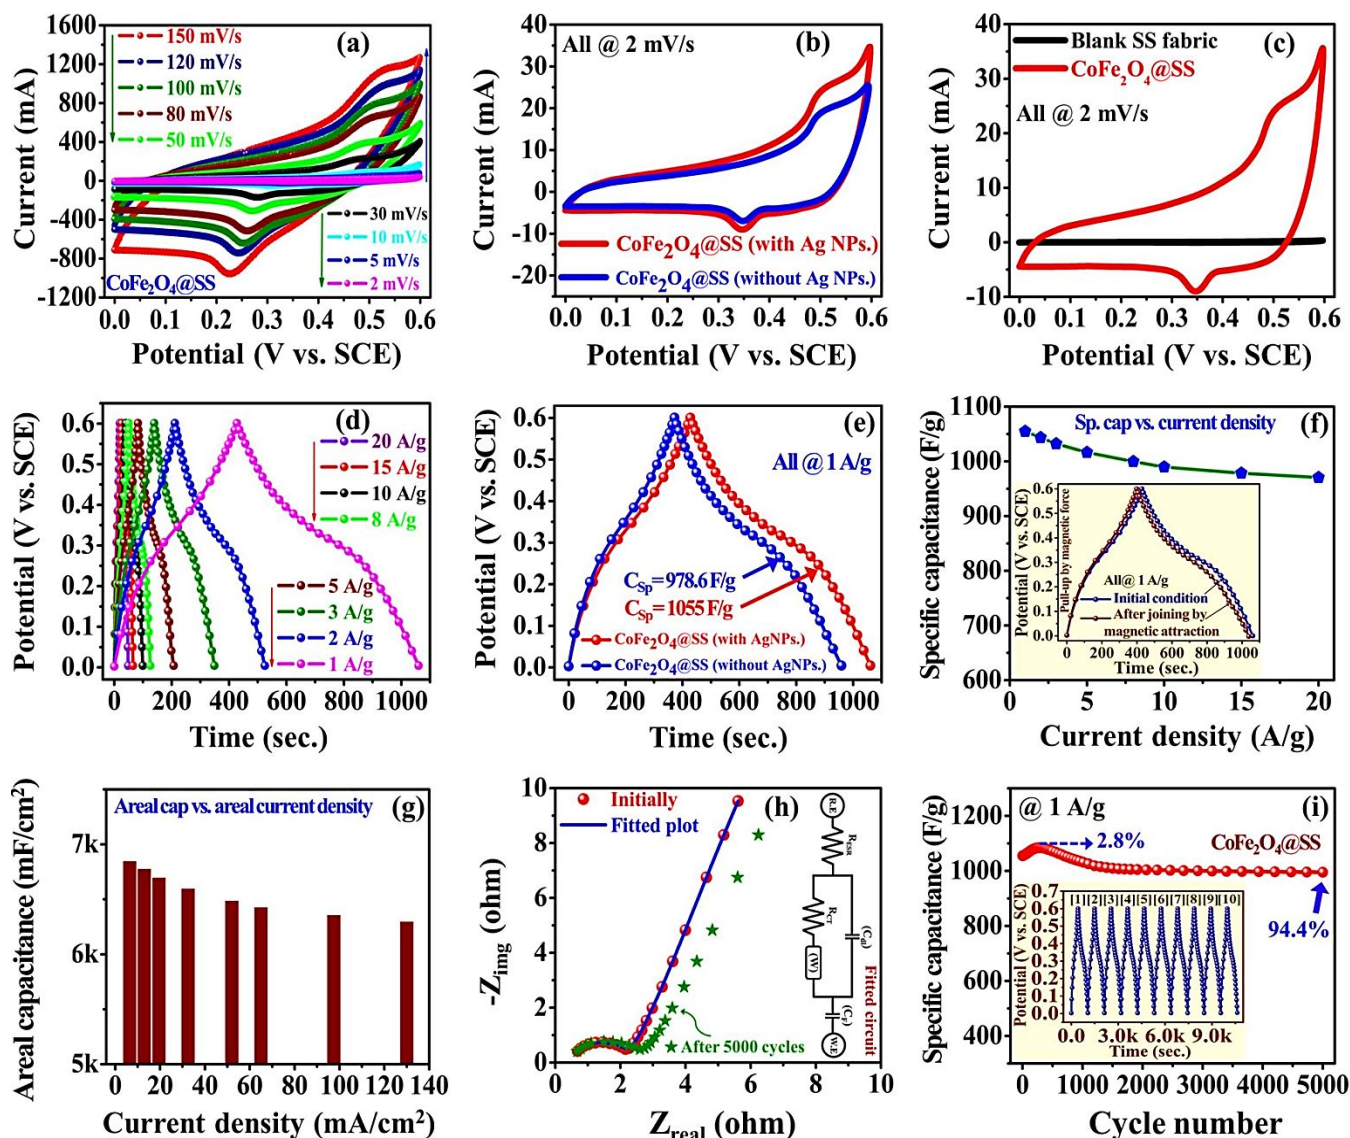 (a)
150 mV/s
120 mV/s
100 mV/s
80 mV/s
50 mV/s
30 mV/s
10 mV/s
5 mV/s
2 mV/s
CoFe₂O₄@SS
Current (mA)
1600
1200
800
400
0
-400
-800
-1200
0.0 0.1 0.2 0.3 0.4 0.5 0.6
Potential (V vs. SCE)
(b)
All @ 2 mV/s
CoFe₂O₄@SS (with Ag NPs.)
CoFe₂O₄@SS (without Ag NPs.)
Current (mA)
40
30
20
10
0
-10
-20
0.0 0.1 0.2 0.3 0.4 0.5 0.6
Potential (V vs. SCE)
(c)
Blank SS fabric
CoFe₂O₄@SS
All @ 2 mV/s
Current (mA)
40
30
20
10
0
-10
0.0 0.1 0.2 0.3 0.4 0.5 0.6
Potential (V vs. SCE)
(d)
20 A/g
15 A/g
10 A/g
8 A/g
5 A/g
3 A/g
2 A/g
1 A/g
Potential (V vs. SCE)
0.6
0.5
0.4
0.3
0.2
0.1
0.0
0 200 400 600 800 1000
Time (sec.)
(e)
All @ 1 A/g
C_Sp=978.6 F/g
C_Sp=1055 F/g
CoFe₂O₄@SS (with AgNPs.)
CoFe₂O₄@SS (without AgNPs.)
Potential (V vs. SCE)
0.6
0.5
0.4
0.3
0.2
0.1
0.0
0 200 400 600 800 1000
Time (sec.)
(f)
Sp. cap vs. current density
Specific capacitance (F/g)
1100
1000
900
800
700
600
0 5 10 15 20
Current density (A/g)
Pull-up by magnetic force
Potential (V vs. SCE)
0.6
0.5
0.4
0.3
0.2
0.1
0.0
All@ 1 A/g
Initial condition
After joining by
magnetic attraction
0 200 400 600 800 1000
Time (sec.)
(g)
Areal cap vs. areal current density
Areal capacitance (mF/cm²)
7k
6k
5k
0 20 40 60 80 100 120 140
Current density (mA/cm²)
(h)
Initially
Fitted plot
After 5000 cycles
R.E
R_ESR
R_CT
(W)
(C_dl)
(C_F)
W.E
Fitted circuit
-Z_img (ohm)
10
8
6
4
2
0
0 2 4 6 8 10
Z_real (ohm)
(i)
@ 1 A/g
2.8%
CoFe₂O₄@SS
94.4%
Specific capacitance (F/g)
1200
1000
800
600
400
0 1000 2000 3000 4000 5000
Cycle number
Potential (V vs. SCE)
0.7
0.6
0.5
0.4
0.3
0.2
0.1
0.0
[1][2][3][4][5][6][7][8][9][10]
0.0 3.0k 6.0k 9.0k
Time (sec.)